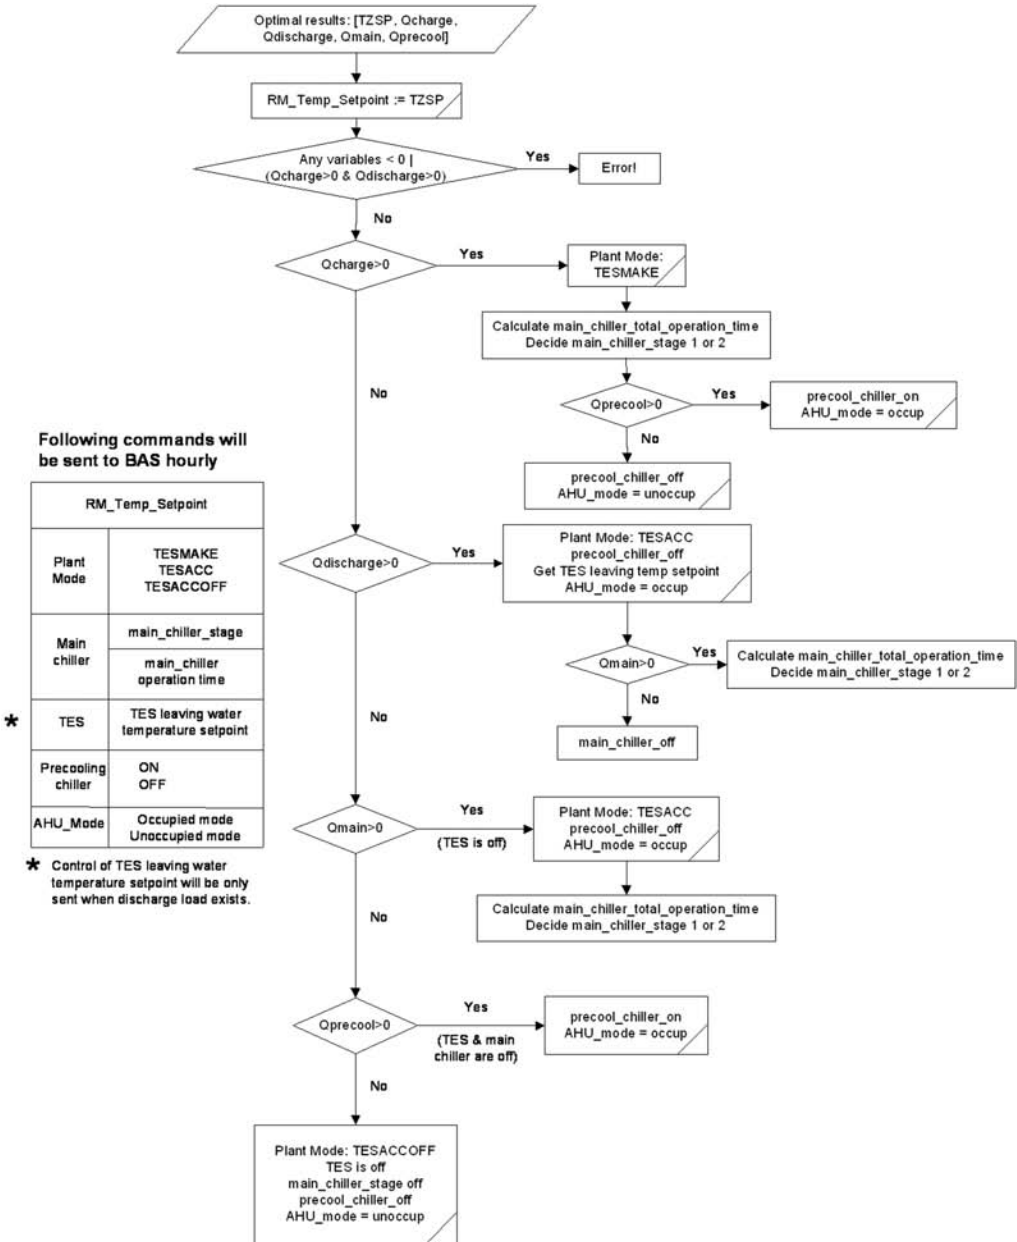 Optimal results: [TZSP, Qcharge,
Qdischarge, Qmain, Qprecool]
RM_Temp_Setpoint := TZSP
Any variables < 0 |
(Qcharge>0 & Qdischarge>0)
Yes
Error!
No
Qcharge>0
Yes
Plant Mode:
TESMAKE
Calculate main_chiller_total_operation_time
Decide main_chiller_stage 1 or 2
No
Qprecool>0
Yes
precool_chiller_on
AHU_mode = occup
No
precool_chiller_off
AHU_mode = unoccup
Following commands will
be sent to BAS hourly
RM_Temp_Setpoint
Plant
Mode
TESMAKE
TESACC
TESACCOFF
Main
chiller
main_chiller_stage
main_chiller
operation time
* TES
TES leaving water
temperature setpoint
Precooling
chiller
ON
OFF
AHU_Mode
Occupied mode
Unoccupied mode
* Control of TES leaving water
temperature setpoint will be only
sent when discharge load exists.
Qdischarge>0
Yes
Plant Mode: TESACC
precool_chiller_off
Get TES leaving temp setpoint
AHU_mode = occup
Qmain>0
Yes
Calculate main_chiller_total_operation_time
Decide main_chiller_stage 1 or 2
No
main_chiller_off
No
Qmain>0
Yes
(TES is off)
Plant Mode: TESACC
precool_chiller_off
AHU_mode = occup
Calculate main_chiller_total_operation_time
Decide main_chiller_stage 1 or 2
No
Qprecool>0
Yes
(TES & main
chiller are off)
precool_chiller_on
AHU_mode = occup
No
Plant Mode: TESACCOFF
TES is off
main_chiller_stage off
precool_chiller_off
AHU_mode = unoccup